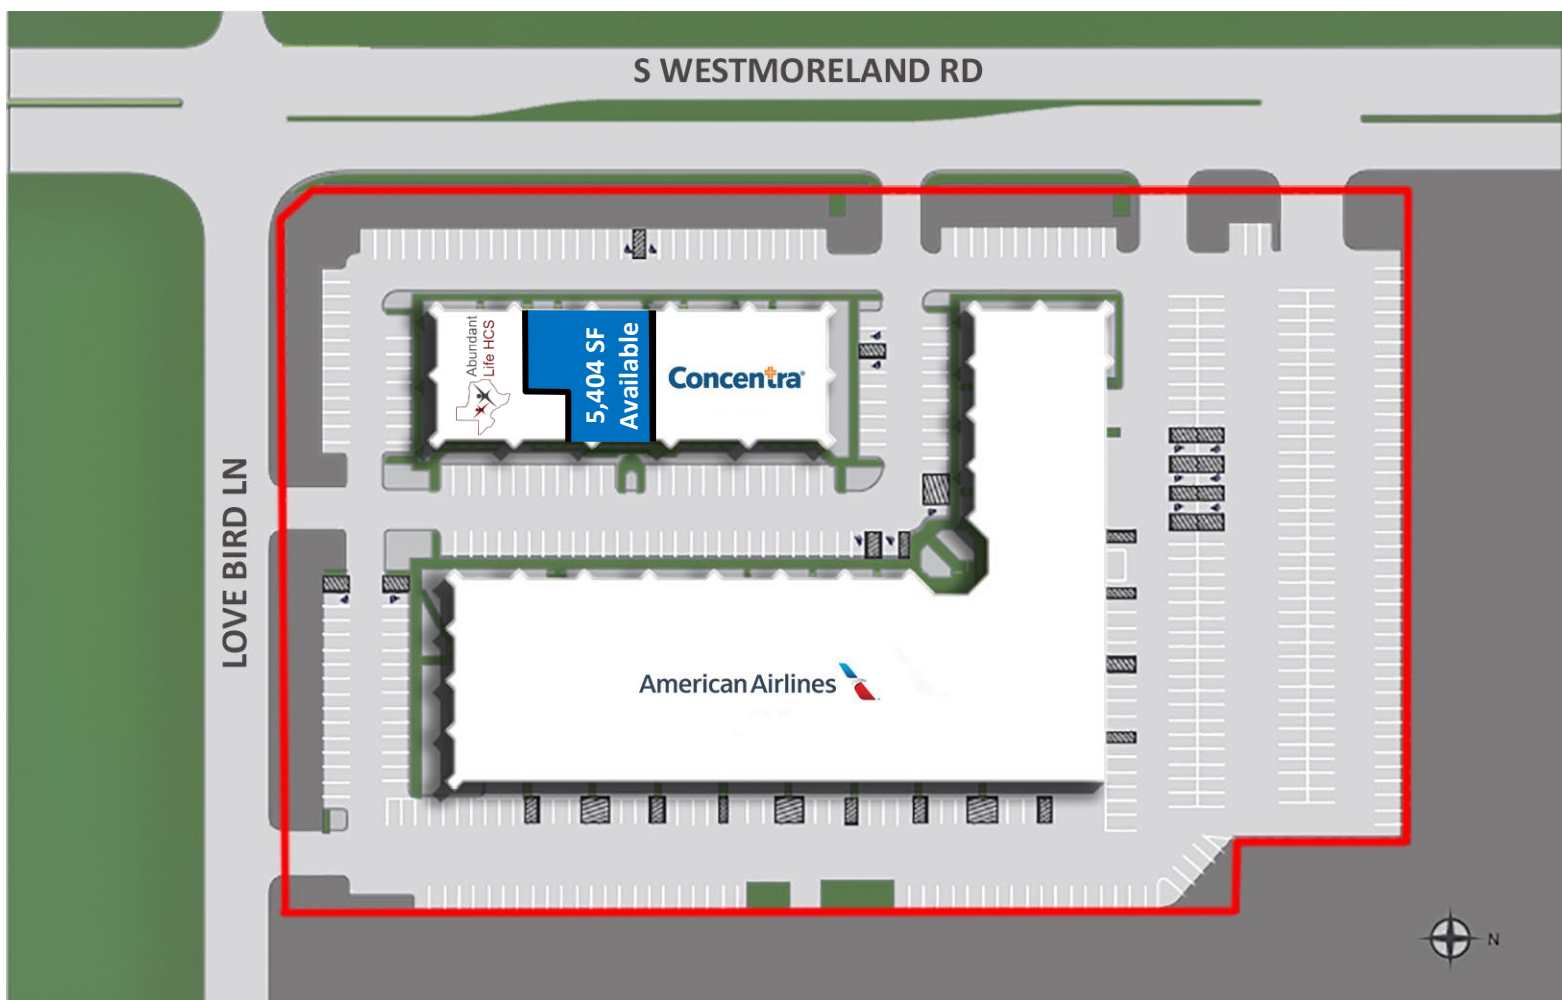 S WESTMORELAND RD
Abundant
Life HCS
5,404 SF
Available
Concentra
LOVE BIRD LN
American Airlines
N